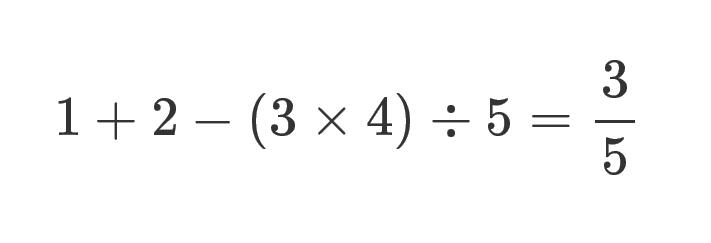 1 + 2 − (3 × 4) ÷ 5 = 3/5